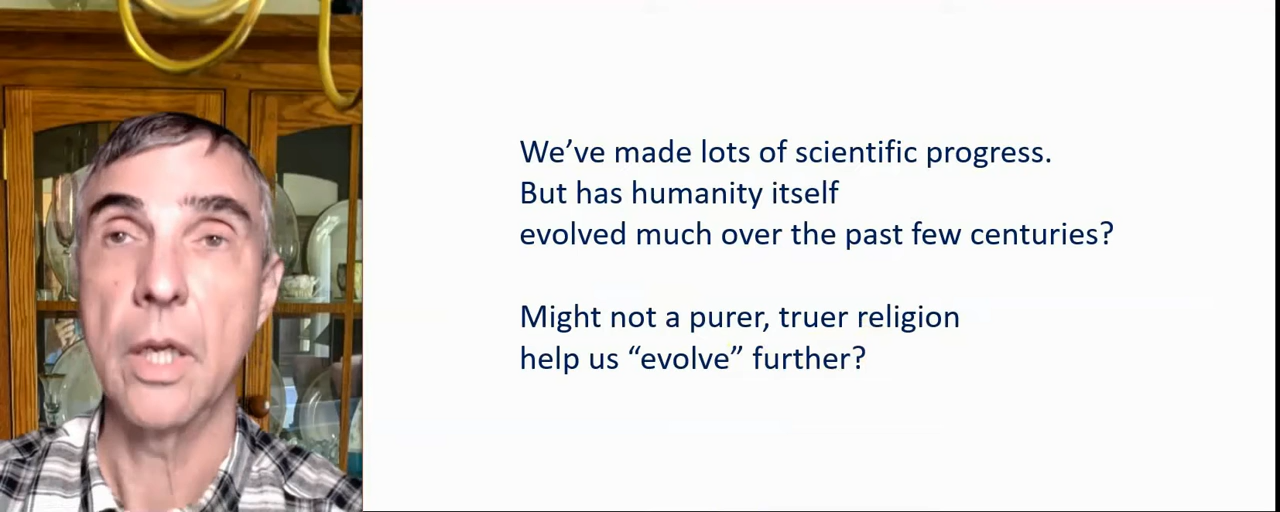 We’ve made lots of scientific progress.
But has humanity itself
evolved much over the past few centuries?
Might not a purer, truer religion
help us “evolve” further?